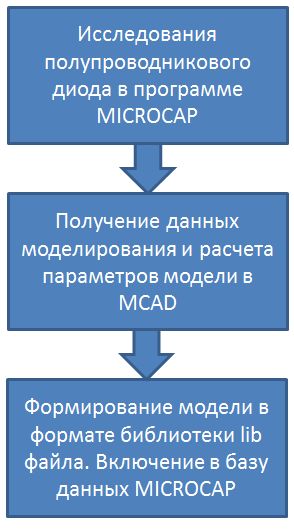 Исследования
полупроводникового
диода в программе
MICROCAP
Получение данных
моделирования и расчета
параметров модели в
MCAD
Формирование модели в
формате библиотеки lib
файла. Включение в базу
данных MICROCAP